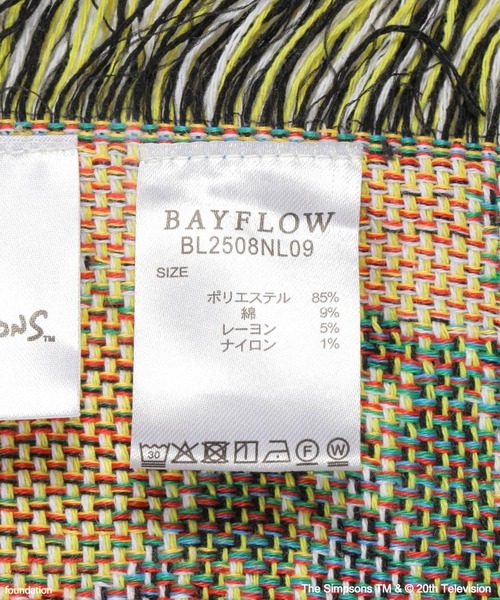 BAYFLOW
BL2508NL09
SIZE
ポリエステル 85%
綿 9%
レーヨン 5%
ナイロン 1%
30
F
W
ONS™
foundation
The Simpsons TM & © 20th Television